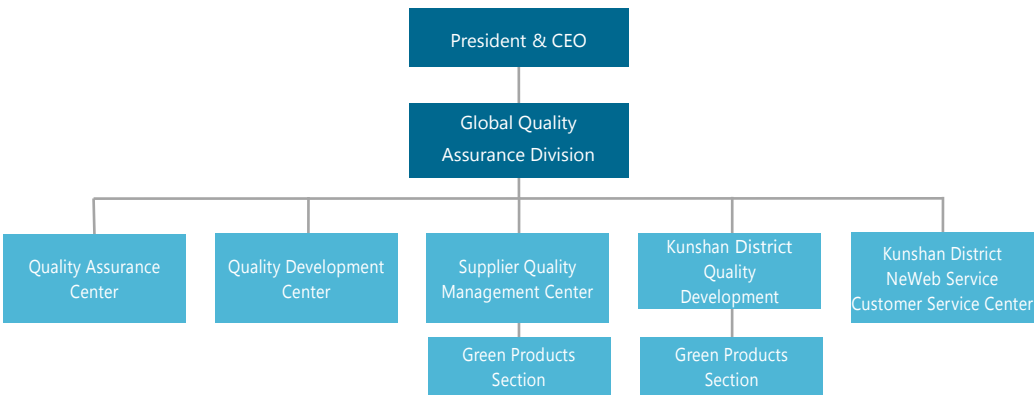 President & CEO
Global Quality
Assurance Division
Quality Assurance
Center
Quality Development
Center
Supplier Quality
Management Center
Kunshan District
Quality
Development
Kunshan District
NeWeb Service
Customer Service Center
Green Products
Section
Green Products
Section